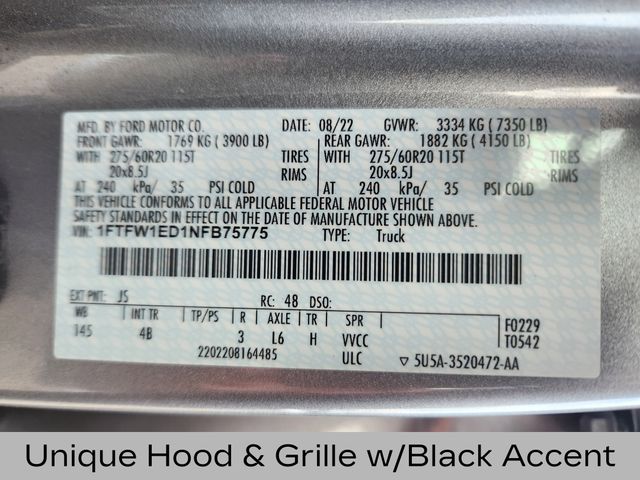 MFD. BY FORD MOTOR CO. DATE: 08/22 GVWR: 3334 KG ( 7350 LB)
FRONT GAWR: 1769 KG ( 3900 LB) REAR GAWR: 1882 KG ( 4150 LB)
WITH 275/60R20 115T TIRES WITH 275/60R20 115T TIRES
20x8.5J RIMS 20x8.5J RIMS
AT 240 kPa/ 35 PSI COLD AT 240 kPa/ 35 PSI COLD
THIS VEHICLE CONFORMS TO ALL APPLICABLE FEDERAL MOTOR VEHICLE
SAFETY STANDARDS IN EFFECT ON THE DATE OF MANUFACTURE SHOWN ABOVE.
VIN: 1FTFW1ED1NFB75775 TYPE: Truck
EXT PNT: JS RC: 48 DSO:
WB INT TR TP/PS R AXLE TR SPR F0229
145 4B 3 L6 H VVCC T0542
2202208164485 ULC ▽ 5U5A-3520472-AA
Unique Hood & Grille w/Black Accent